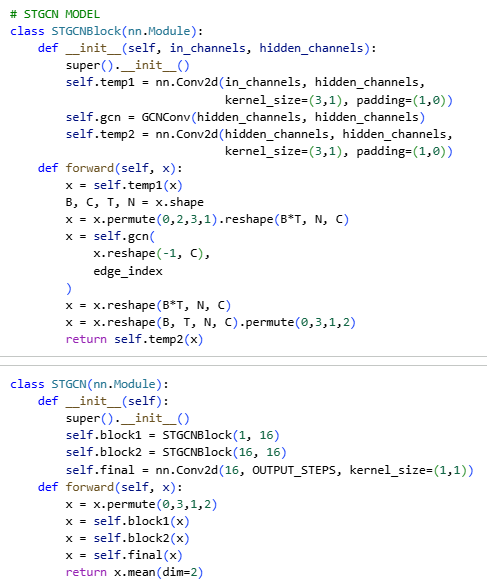 # STGCN MODEL
class STGCNBlock(nn.Module):
    def __init__(self, in_channels, hidden_channels):
        super().__init__()
        self.temp1 = nn.Conv2d(in_channels, hidden_channels,
                               kernel_size=(3,1), padding=(1,0))
        self.gcn = GCNConv(hidden_channels, hidden_channels)
        self.temp2 = nn.Conv2d(hidden_channels, hidden_channels,
                               kernel_size=(3,1), padding=(1,0))
    def forward(self, x):
        x = self.temp1(x)
        B, C, T, N = x.shape
        x = x.permute(0,2,3,1).reshape(B*T, N, C)
        x = self.gcn(
            x.reshape(-1, C),
            edge_index
        )
        x = x.reshape(B*T, N, C)
        x = x.reshape(B, T, N, C).permute(0,3,1,2)
        return self.temp2(x)
class STGCN(nn.Module):
    def __init__(self):
        super().__init__()
        self.block1 = STGCNBlock(1, 16)
        self.block2 = STGCNBlock(16, 16)
        self.final = nn.Conv2d(16, OUTPUT_STEPS, kernel_size=(1,1))
    def forward(self, x):
        x = x.permute(0,3,1,2)
        x = self.block1(x)
        x = self.block2(x)
        x = self.final(x)
        return x.mean(dim=2)